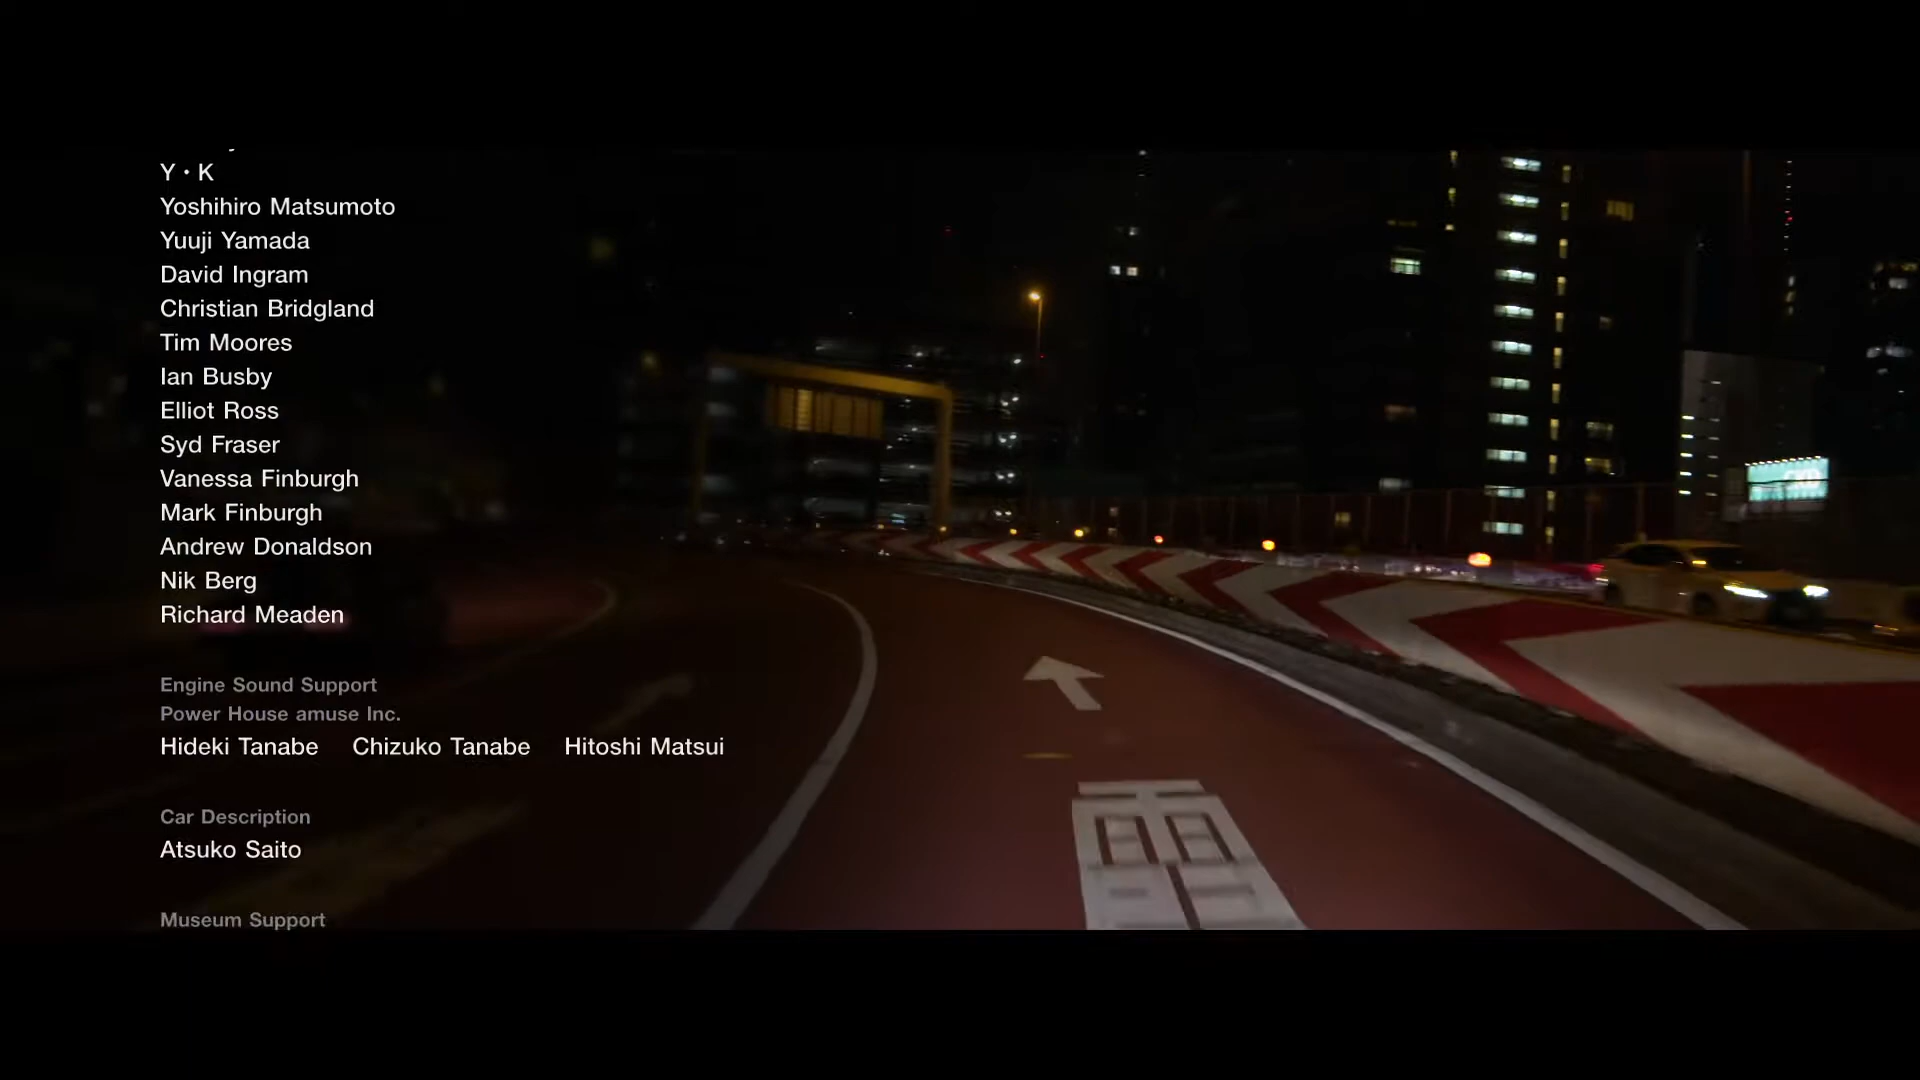 Y・K
Yoshihiro Matsumoto
Yuuji Yamada
David Ingram
Christian Bridgland
Tim Moores
Ian Busby
Elliot Ross
Syd Fraser
Vanessa Finburgh
Mark Finburgh
Andrew Donaldson
Nik Berg
Richard Meaden
Engine Sound Support
Power House amuse Inc.
Hideki Tanabe Chizuko Tanabe Hitoshi Matsui
Car Description
Atsuko Saito
Museum Support